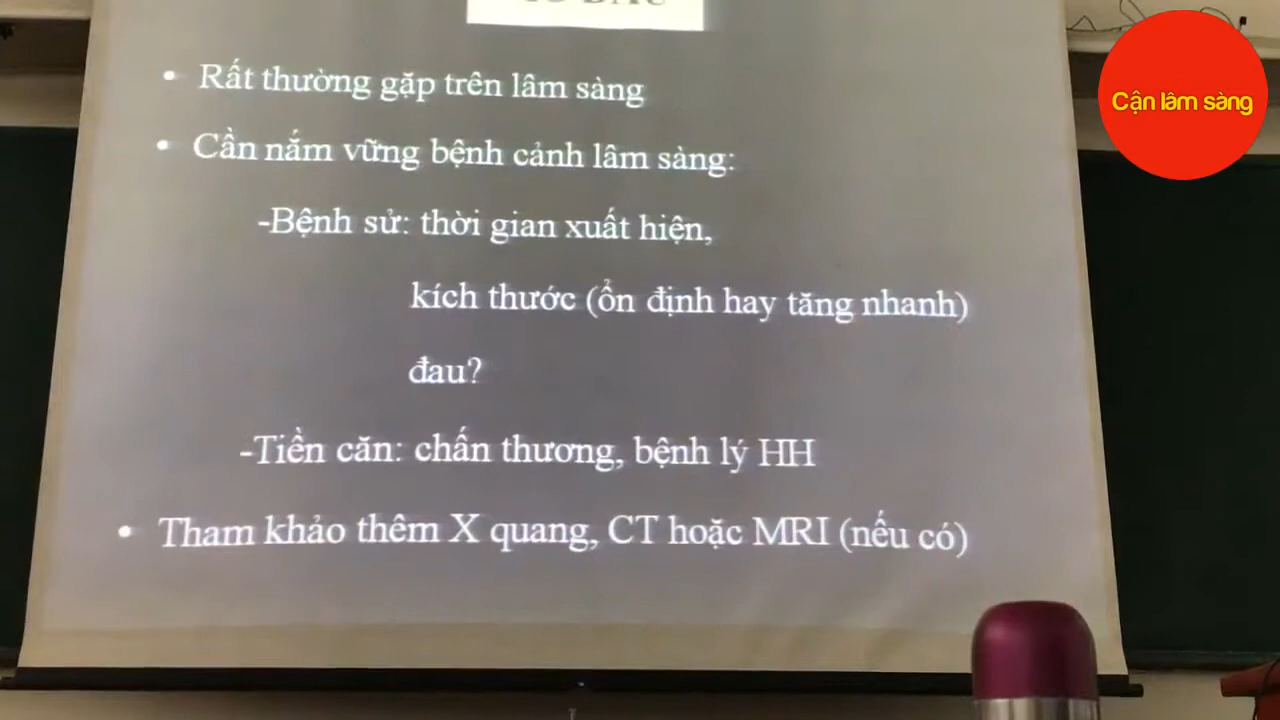 • Rất thường gặp trên lâm sàng
• Cần nắm vững bệnh cảnh lâm sàng:
-Bệnh sử: thời gian xuất hiện,
kích thước (ổn định hay tăng nhanh)
đau?
-Tiền căn: chấn thương, bệnh lý HH
• Tham khảo thêm X quang, CT hoặc MRI (nếu có)
Cận lâm sàng